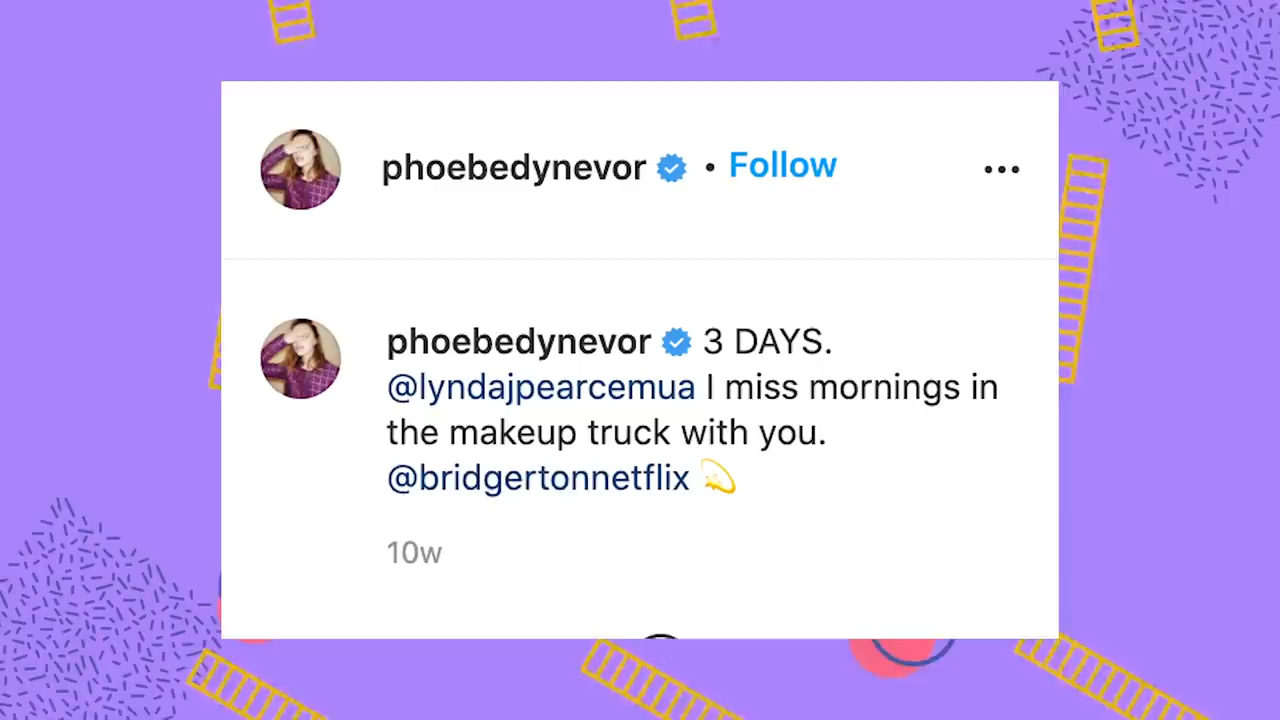 phoebedynevor • Follow
phoebedynevor 3 DAYS.
@lyndajpearcemua I miss mornings in
the makeup truck with you.
@bridgertonnetflix 💫
10w